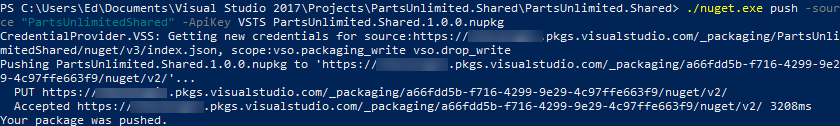 PS C:\Users\Ed\Documents\Visual Studio 2017\Projects\PartsUnlimited.Shared\PartsUnlimited.Shared> ./nuget.exe push -sour
ce "PartsUnlimitedShared" -ApiKey VSTS PartsUnlimited.Shared.1.0.0.nupkg
CredentialProvider.VSS: Getting new credentials for source:https://.pkgs.visualstudio.com/_packaging/PartsUnli
mitedShared/nuget/v3/index.json, scope:vso.packaging_write vso.drop_write
Pushing PartsUnlimited.Shared.1.0.0.nupkg to 'https://.pkgs.visualstudio.com/_packaging/a66fdd5b-f716-4299-9e2
9-4c97ffe663f9/nuget/v2/'...
PUT https://.pkgs.visualstudio.com/_packaging/a66fdd5b-f716-4299-9e29-4c97ffe663f9/nuget/v2/
Accepted https://.pkgs.visualstudio.com/_packaging/a66fdd5b-f716-4299-9e29-4c97ffe663f9/nuget/v2/ 3208ms
Your package was pushed.